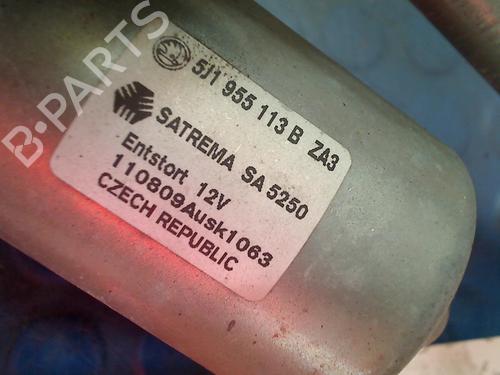 5J1 955 113 B ZA3
SATREMA SA 5250
Entstort 12V
110809Ausk1063
CZECH REPUBLIC
B-PARTS